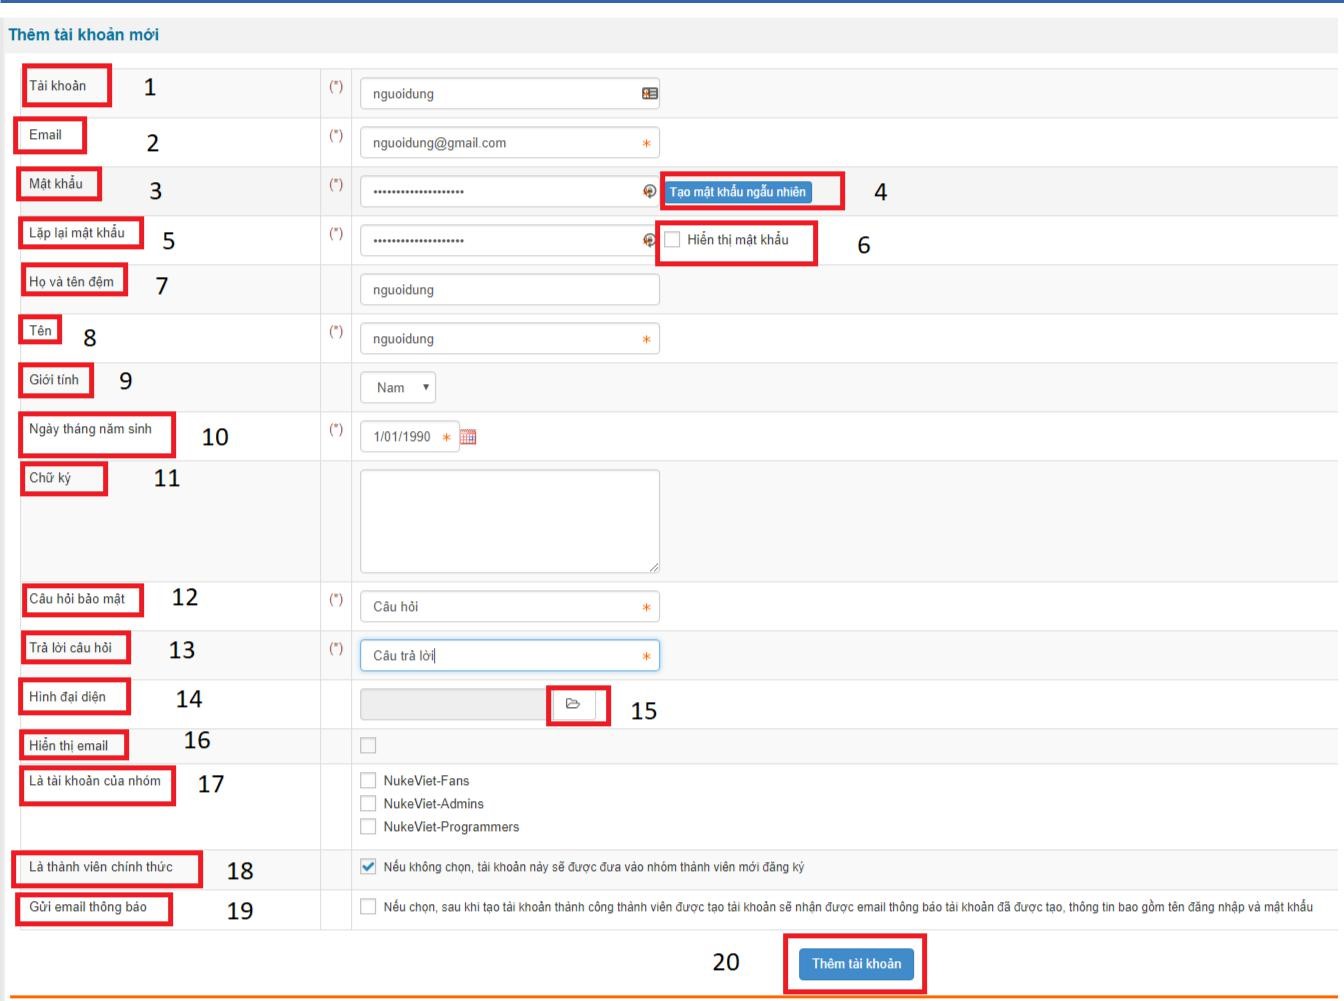 Thêm tài khoản mới
Tài khoản 1 (*) nguoidung
Email 2 (*) nguoidung@gmail.com *
Mật khẩu 3 (*) •••••••••••••••••••• Tạo mật khẩu ngẫu nhiên 4
Lặp lại mật khẩu 5 (*) •••••••••••••••••••• Hiển thị mật khẩu 6
Họ và tên đệm 7 nguoidung
Tên 8 (*) nguoidung *
Giới tính 9 Nam
Ngày tháng năm sinh 10 (*) 1/01/1990 *
Chữ ký 11
Câu hỏi bảo mật 12 (*) Câu hỏi *
Trả lời câu hỏi 13 (*) Câu trả lời *
Hình đại diện 14 15
Hiển thị email 16
Là tài khoản của nhóm 17 NukeViet-Fans
NukeViet-Admins
NukeViet-Programmers
Là thành viên chính thức 18 Nếu không chọn, tài khoản này sẽ được đưa vào nhóm thành viên mới đăng ký
Gửi email thông báo 19 Nếu chọn, sau khi tạo tài khoản thành công thành viên được tạo tài khoản sẽ nhận được email thông báo tài khoản đã được tạo, thông tin bao gồm tên đăng nhập và mật khẩu
20 Thêm tài khoản